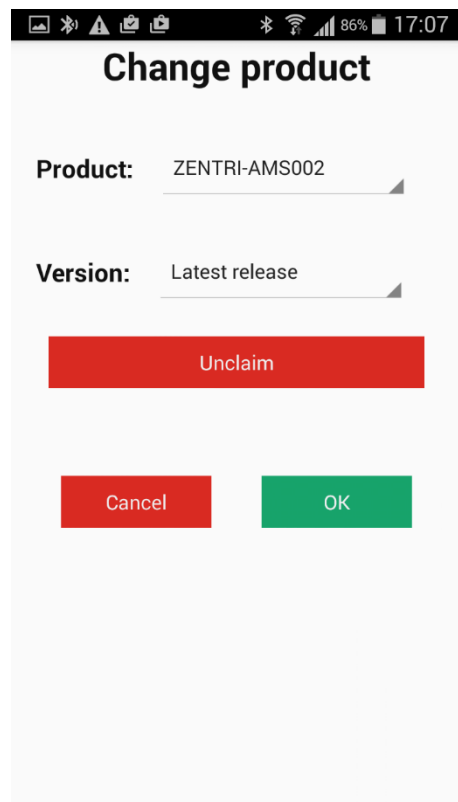 86% 17:07
Change product
Product: ZENTRI-AMS002
Version: Latest release
Unclaim
Cancel OK